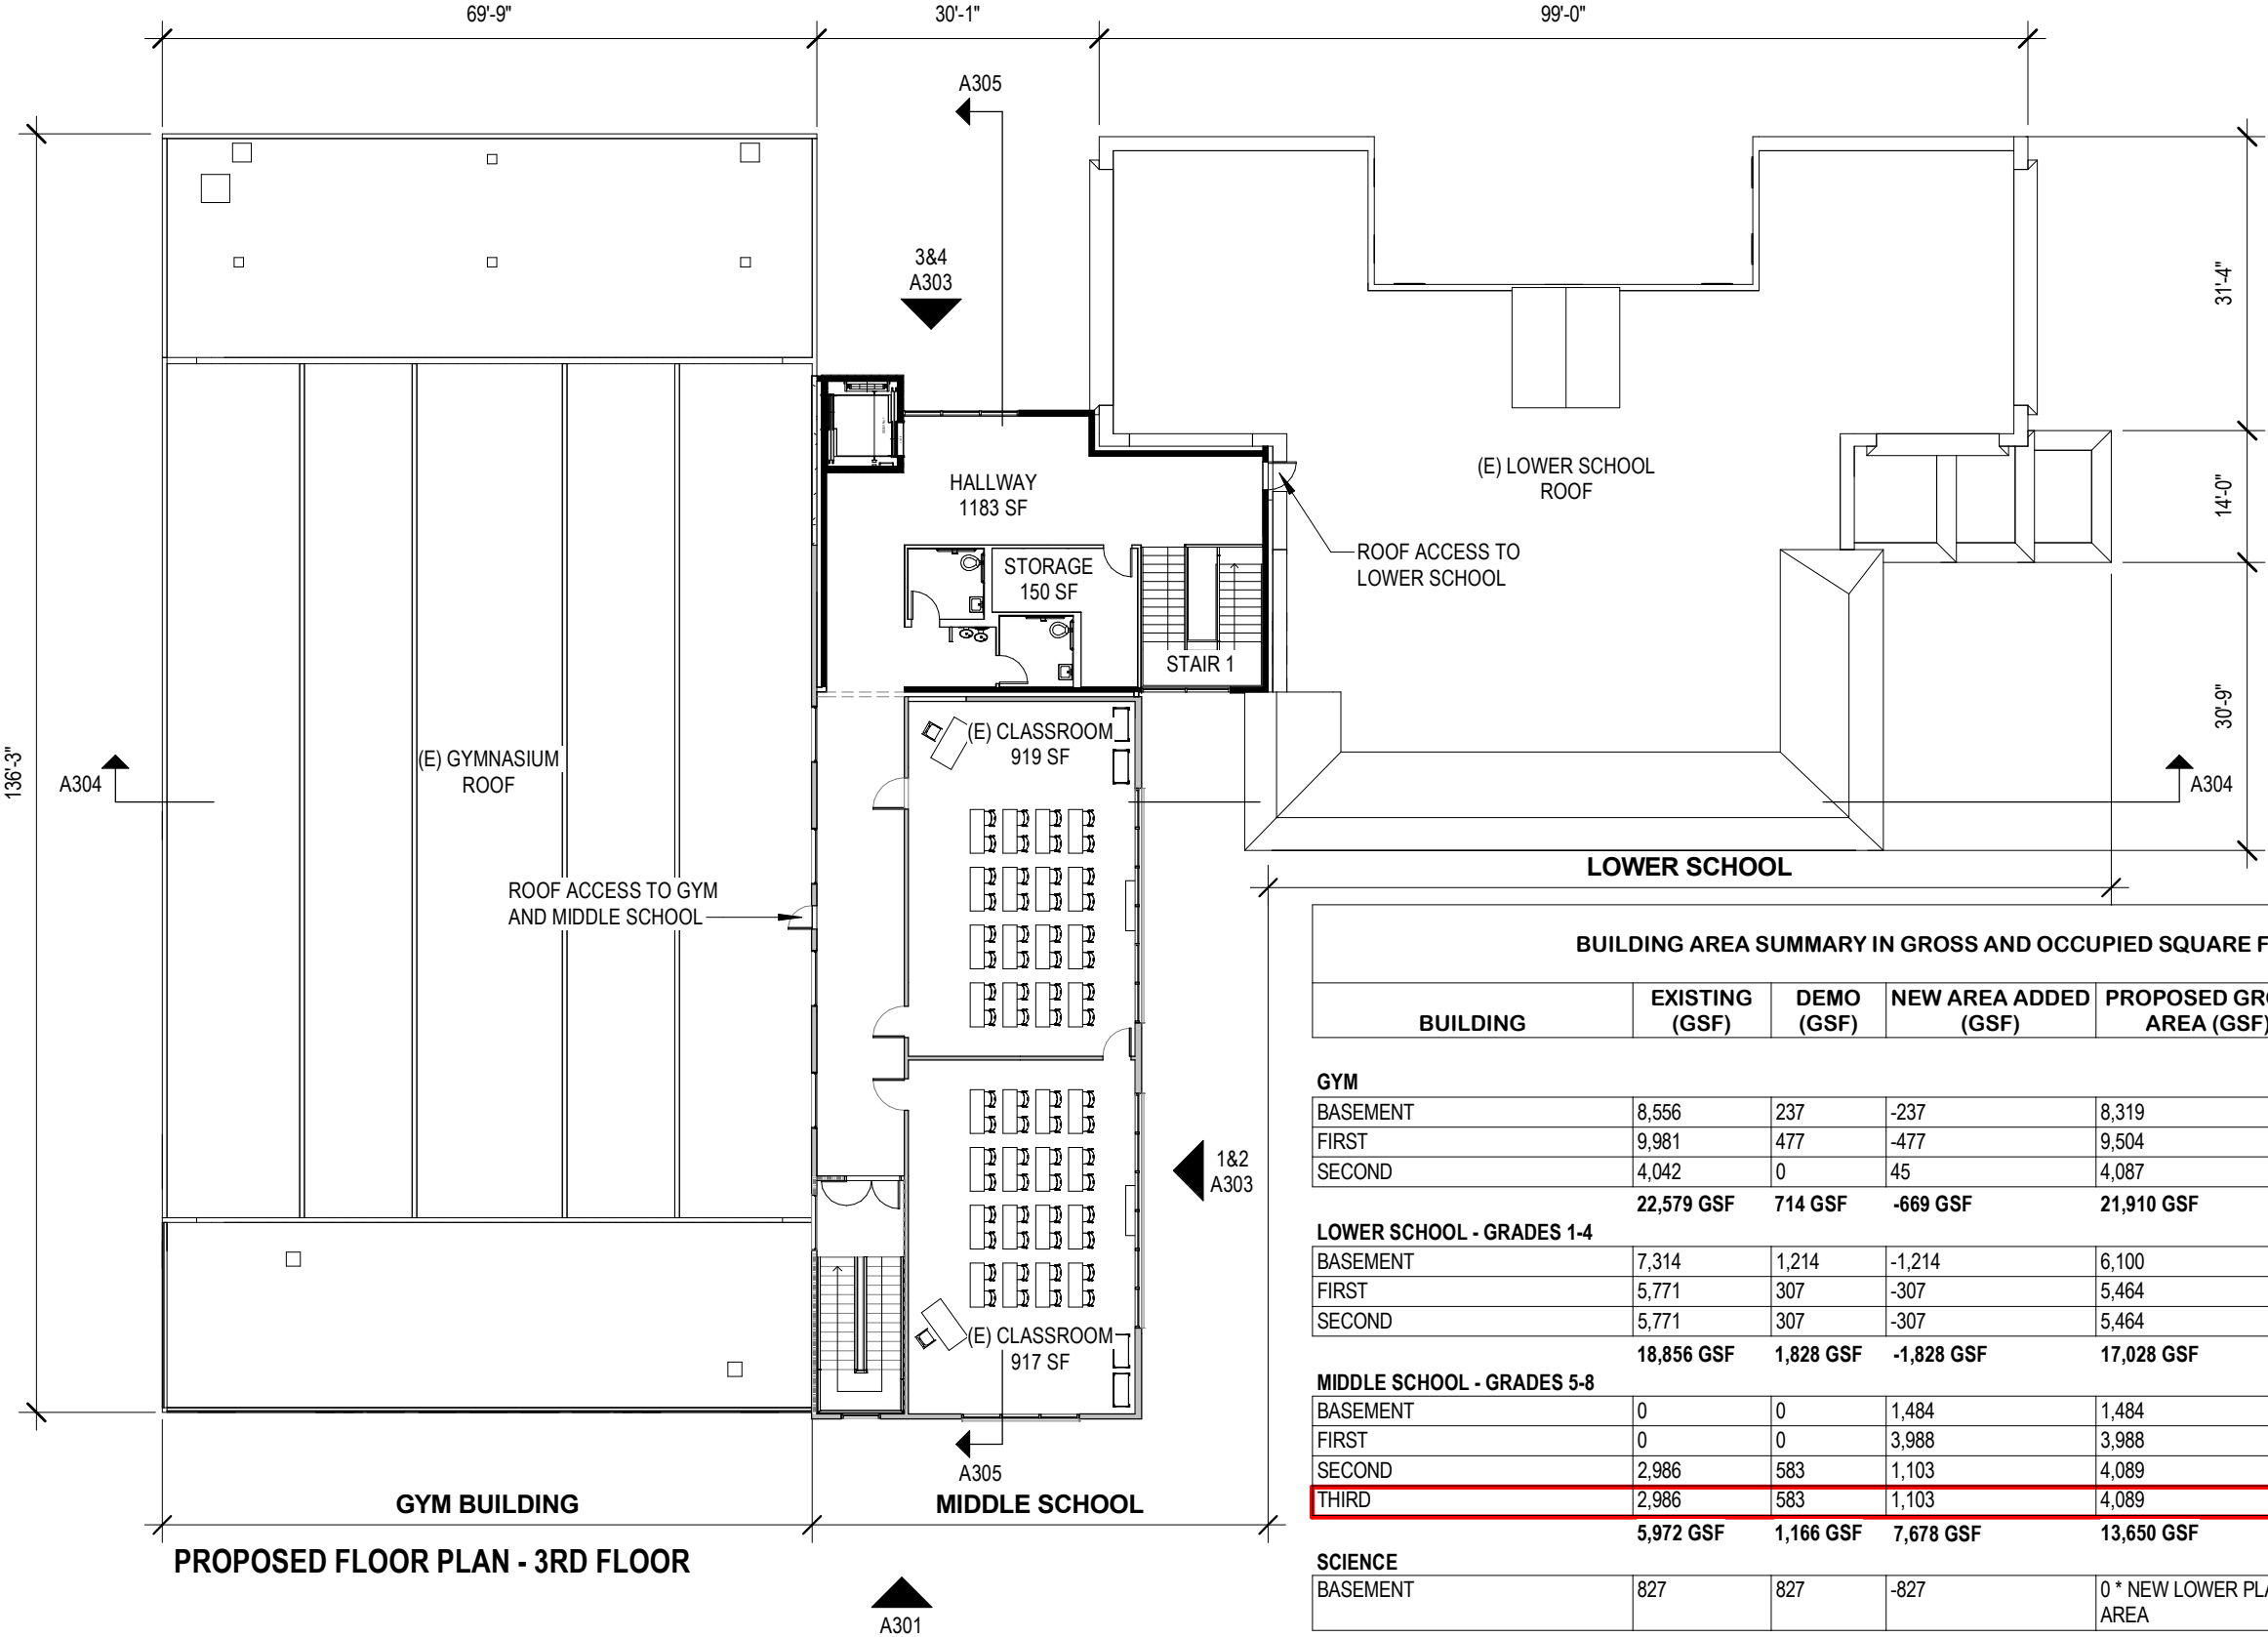 69'-9"
30'-1"
99'-0"
A305
3&4
A303
31'-4"
HALLWAY
1183 SF
(E) LOWER SCHOOL
ROOF
14'-0"
STORAGE
150 SF
ROOF ACCESS TO
LOWER SCHOOL
STAIR 1
30'-9"
136'-3"
A304
(E) GYMNASIUM
ROOF
(E) CLASSROOM
919 SF
A304
LOWER SCHOOL
ROOF ACCESS TO GYM
AND MIDDLE SCHOOL
1&2
A303
(E) CLASSROOM
917 SF
A305
GYM BUILDING
MIDDLE SCHOOL
PROPOSED FLOOR PLAN - 3RD FLOOR
A301
BUILDING AREA SUMMARY IN GROSS AND OCCUPIED SQUARE F
BUILDING EXISTING (GSF) DEMO (GSF) NEW AREA ADDED (GSF) PROPOSED GRO AREA (GSF)
GYM
BASEMENT 8,556 237 -237 8,319
FIRST 9,981 477 -477 9,504
SECOND 4,042 0 45 4,087
22,579 GSF 714 GSF -669 GSF 21,910 GSF
LOWER SCHOOL - GRADES 1-4
BASEMENT 7,314 1,214 -1,214 6,100
FIRST 5,771 307 -307 5,464
SECOND 5,771 307 -307 5,464
18,856 GSF 1,828 GSF -1,828 GSF 17,028 GSF
MIDDLE SCHOOL - GRADES 5-8
BASEMENT 0 0 1,484 1,484
FIRST 0 0 3,988 3,988
SECOND 2,986 583 1,103 4,089
THIRD 2,986 583 1,103 4,089
5,972 GSF 1,166 GSF 7,678 GSF 13,650 GSF
SCIENCE
BASEMENT 827 827 -827 0 * NEW LOWER PLA
AREA